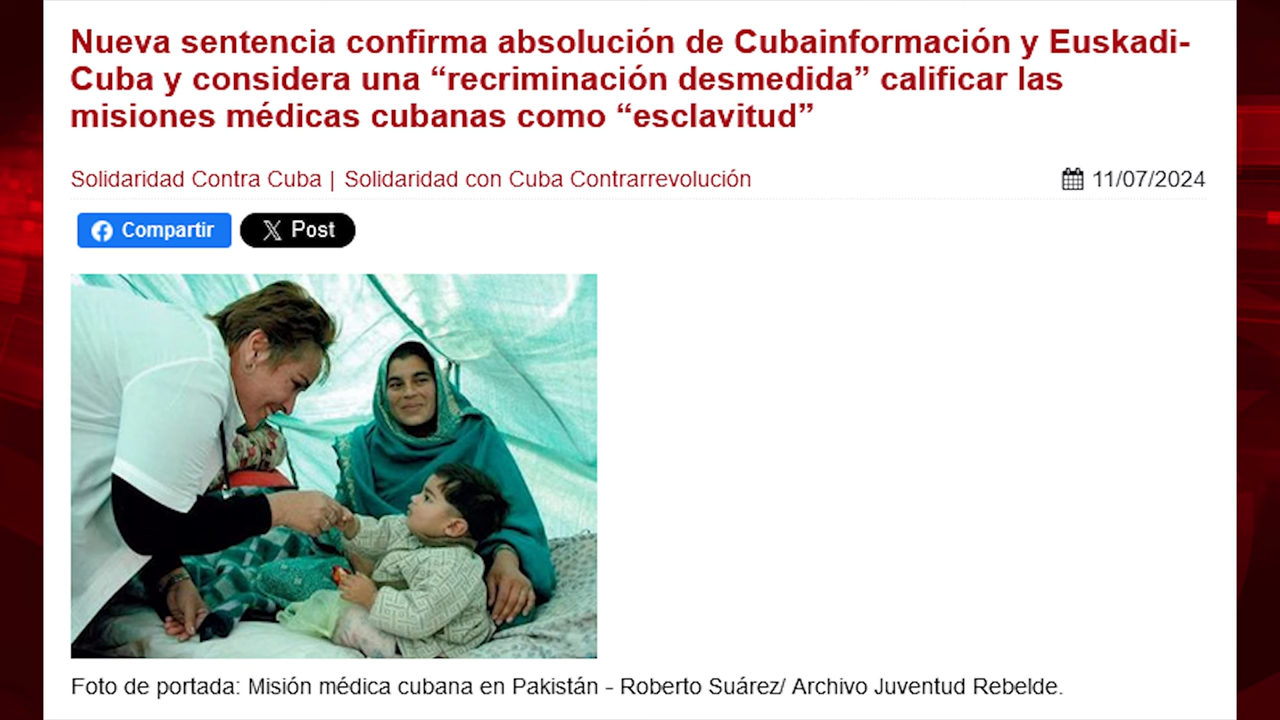 Nueva sentencia confirma absolución de Cubainformación y Euskadi-
Cuba y considera una “recriminación desmedida” calificar las
misiones médicas cubanas como “esclavitud”
Solidaridad Contra Cuba | Solidaridad con Cuba Contrarrevolución
11/07/2024
Compartir
Post
Foto de portada: Misión médica cubana en Pakistán - Roberto Suárez/ Archivo Juventud Rebelde.